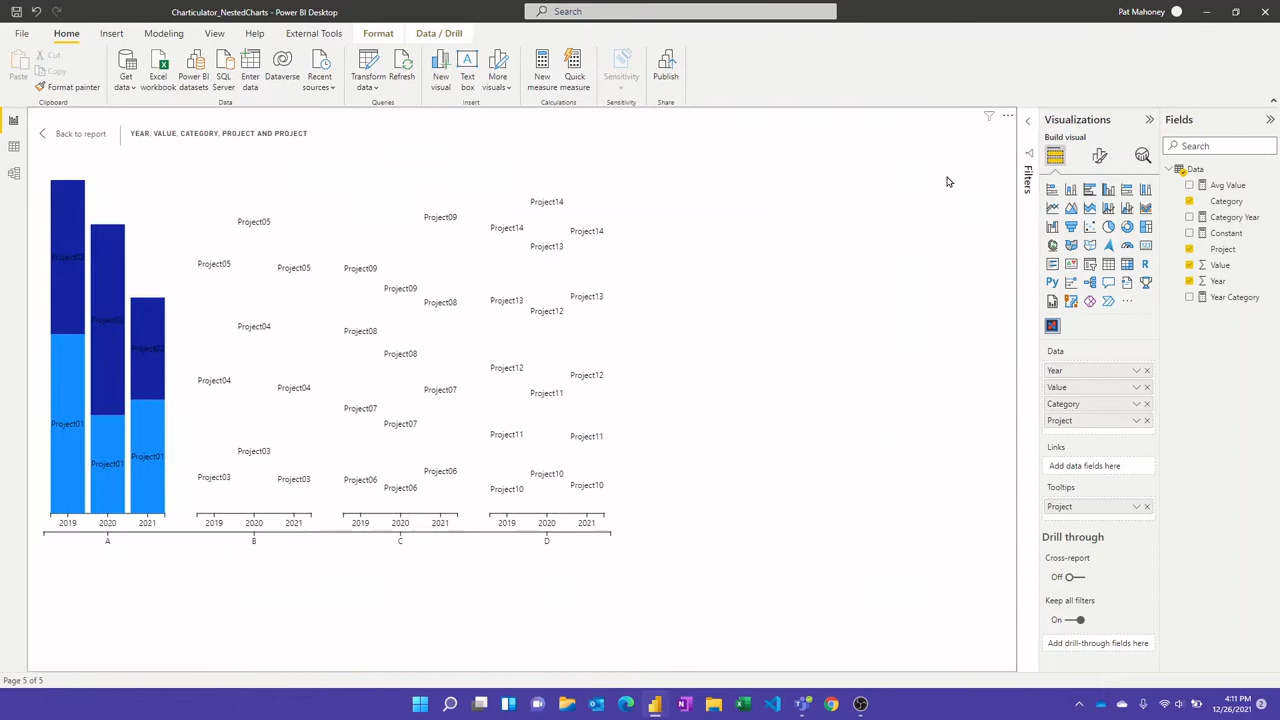 Charticulator_NestedCharts - Power BI Desktop
Search
Pat Mahoney
File Home Insert Modeling View Help External Tools Format Data / Drill
Paste
Cut
Copy
Format painter
Clipboard
Get data
Excel workbook
Power BI datasets
SQL Server
Enter data
Dataverse
Recent sources
Data
Transform data
Refresh
Queries
New visual
Text box
More visuals
Insert
New measure
Quick measure
Calculations
Sensitivity
Sensitivity
Publish
Share
Back to report
YEAR, VALUE, CATEGORY, PROJECT AND PROJECT
Project14
Project09
Project05
Project14
Project14
Project13
Project02
Project05
Project05
Project09
Project09
Project13
Project13
Project08
Project12
Project02
Project04
Project08
Project02
Project08
Project12
Project12
Project04
Project04
Project07
Project11
Project07
Project01
Project07
Project11
Project11
Project03
Project01
Project01
Project06
Project03
Project03
Project06
Project06
Project10
Project10
Project10
2019 2020 2021 2019 2020 2021 2019 2020 2021 2019 2020 2021
A B C D
Filters
Visualizations
Build visual
Data
Year
Value
Category
Project
Links
Add data fields here
Tooltips
Project
Drill through
Cross-report
Off
Keep all filters
On
Add drill-through fields here
Fields
Search
Data
Avg Value
Category
Category Year
Constant
Project
Value
Year
Year Category
Page 5 of 5
4:11 PM
12/26/2021